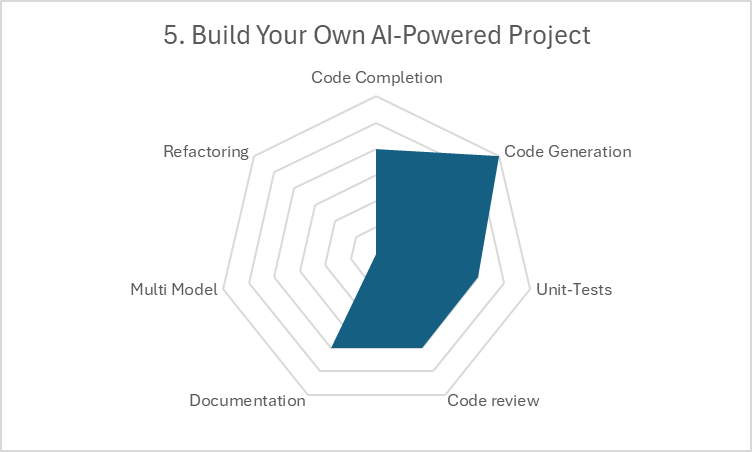 5. Build Your Own AI-Powered Project
Code Completion
Refactoring
Code Generation
Multi Model
Unit-Tests
Documentation
Code review